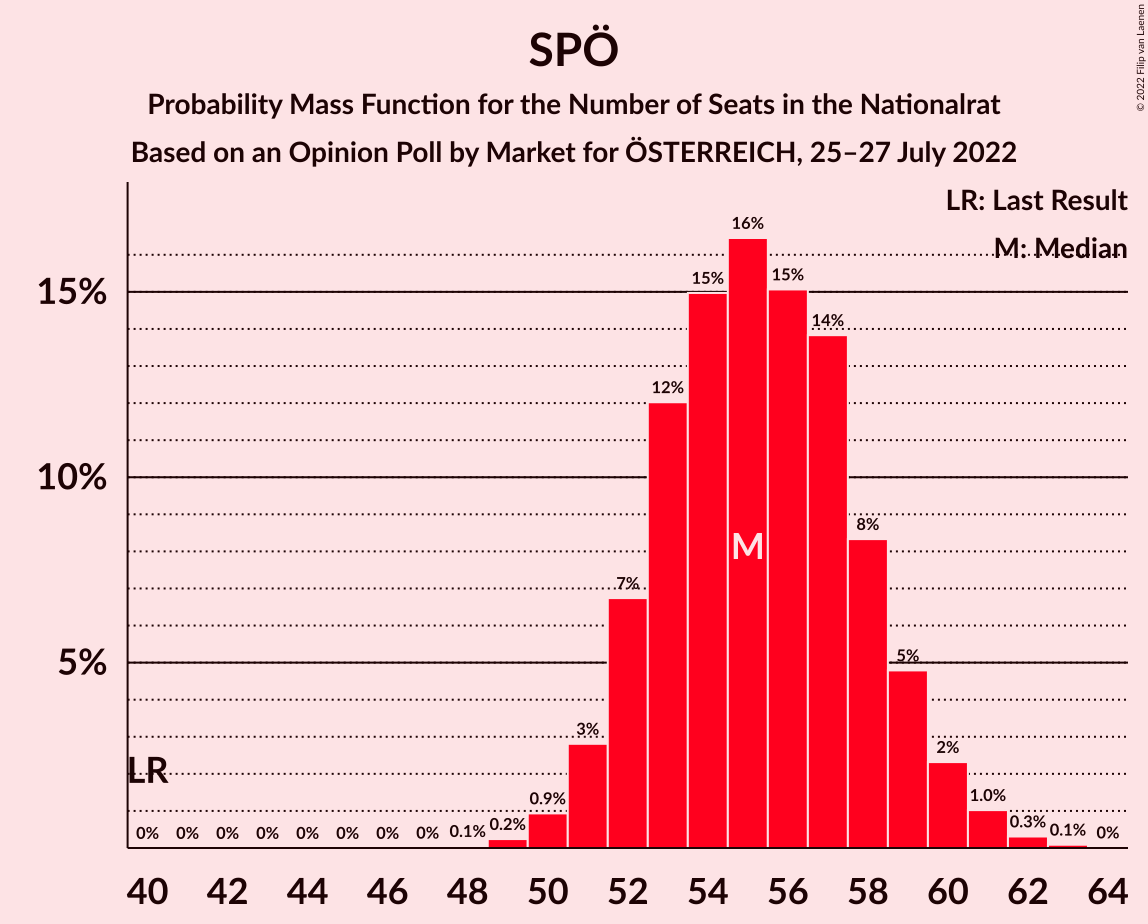 SPÖ
Probability Mass Function for the Number of Seats in the Nationalrat
Based on an Opinion Poll by Market for ÖSTERREICH, 25–27 July 2022
© 2022 Filip van Laenen
LR: Last Result
M: Median
15%
10%
5%
LR
M
0% 0% 0% 0% 0% 0% 0% 0% 0.1% 0.2% 0.9% 3% 7% 12% 15% 16% 15% 14% 8% 5% 2% 1.0% 0.3% 0.1% 0%
40 42 44 46 48 50 52 54 56 58 60 62 64